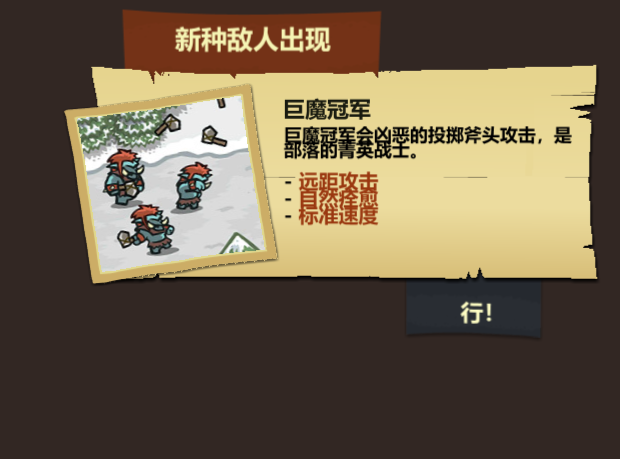 新种敌人出现
巨魔冠军
巨魔冠军会凶恶的投掷斧头攻击，是
部落的菁英战士。
- 远距攻击
- 自然痊愈
- 标准速度
行！